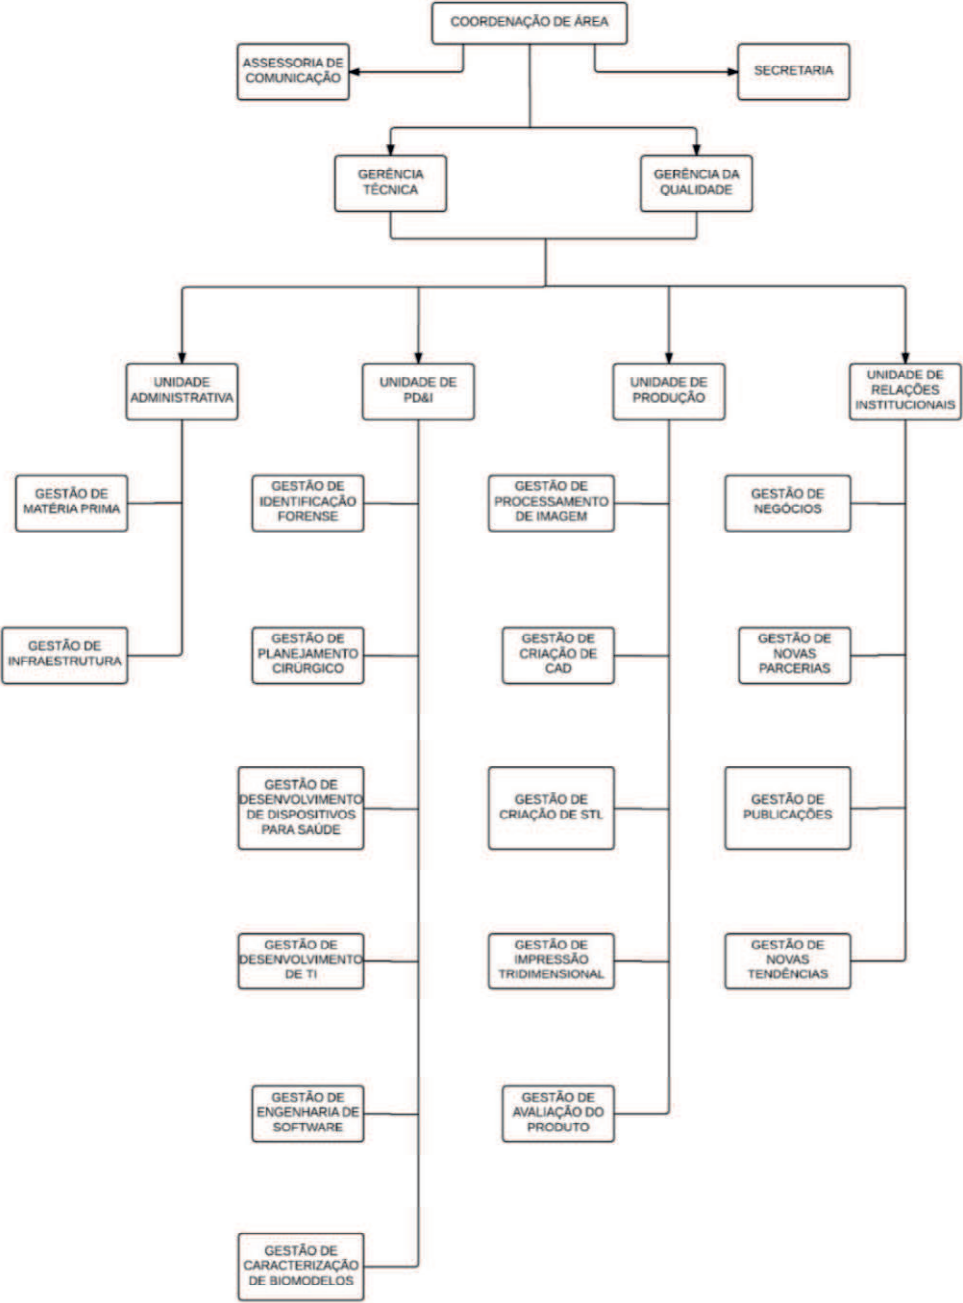 COORDENAÇÃO DE ÁREA
ASSESSORIA DE
COMUNICAÇÃO
SECRETARIA
GERÊNCIA
TÉCNICA
GERÊNCIA DA
QUALIDADE
UNIDADE
ADMINISTRATIVA
UNIDADE DE
PD&I
UNIDADE DE
PRODUÇÃO
UNIDADE DE
RELAÇÕES
INSTITUCIONAIS
GESTÃO DE
MATÉRIA PRIMA
GESTÃO DE
IDENTIFICAÇÃO
FORENSE
GESTÃO DE
PROCESSAMENTO
DE IMAGEM
GESTÃO DE
NEGÓCIOS
GESTÃO DE
INFRAESTRUTURA
GESTÃO DE
PLANEJAMENTO
CIRÚRGICO
GESTÃO DE
CRIAÇÃO DE
CAD
GESTÃO DE
NOVAS
PARCERIAS
GESTÃO DE
DESENVOLVIMENTO
DE DISPOSITIVOS
PARA SAÚDE
GESTÃO DE
CRIAÇÃO DE STL
GESTÃO DE
PUBLICAÇÕES
GESTÃO DE
DESENVOLVIMENTO
DE TI
GESTÃO DE
IMPRESSÃO
TRIDIMENSIONAL
GESTÃO DE
NOVAS
TENDÊNCIAS
GESTÃO DE
ENGENHARIA DE
SOFTWARE
GESTÃO DE
AVALIAÇÃO DO
PRODUTO
GESTÃO DE
CARACTERIZAÇÃO
DE BIOMODELOS